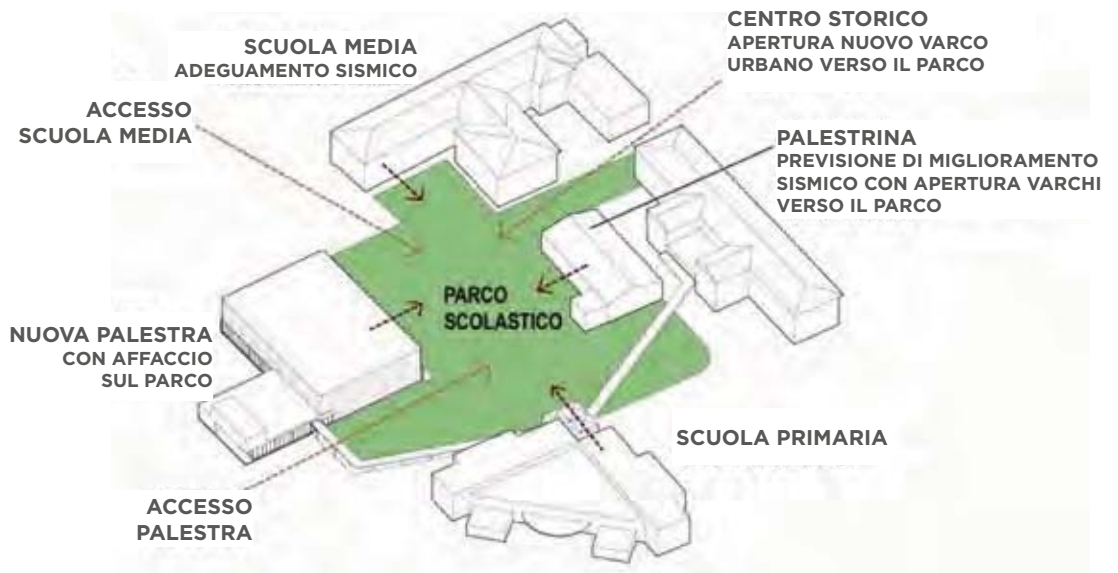 SCUOLA MEDIA
ADEGUAMENTO SISMICO
CENTRO STORICO
APERTURA NUOVO VARCO
URBANO VERSO IL PARCO
ACCESSO
SCUOLA MEDIA
PALESTRINA
PREVISIONE DI MIGLIORAMENTO
SISMICO CON APERTURA VARCHI
VERSO IL PARCO
PARCO
SCOLASTICO
NUOVA PALESTRA
CON AFFACCIO
SUL PARCO
SCUOLA PRIMARIA
ACCESSO
PALESTRA